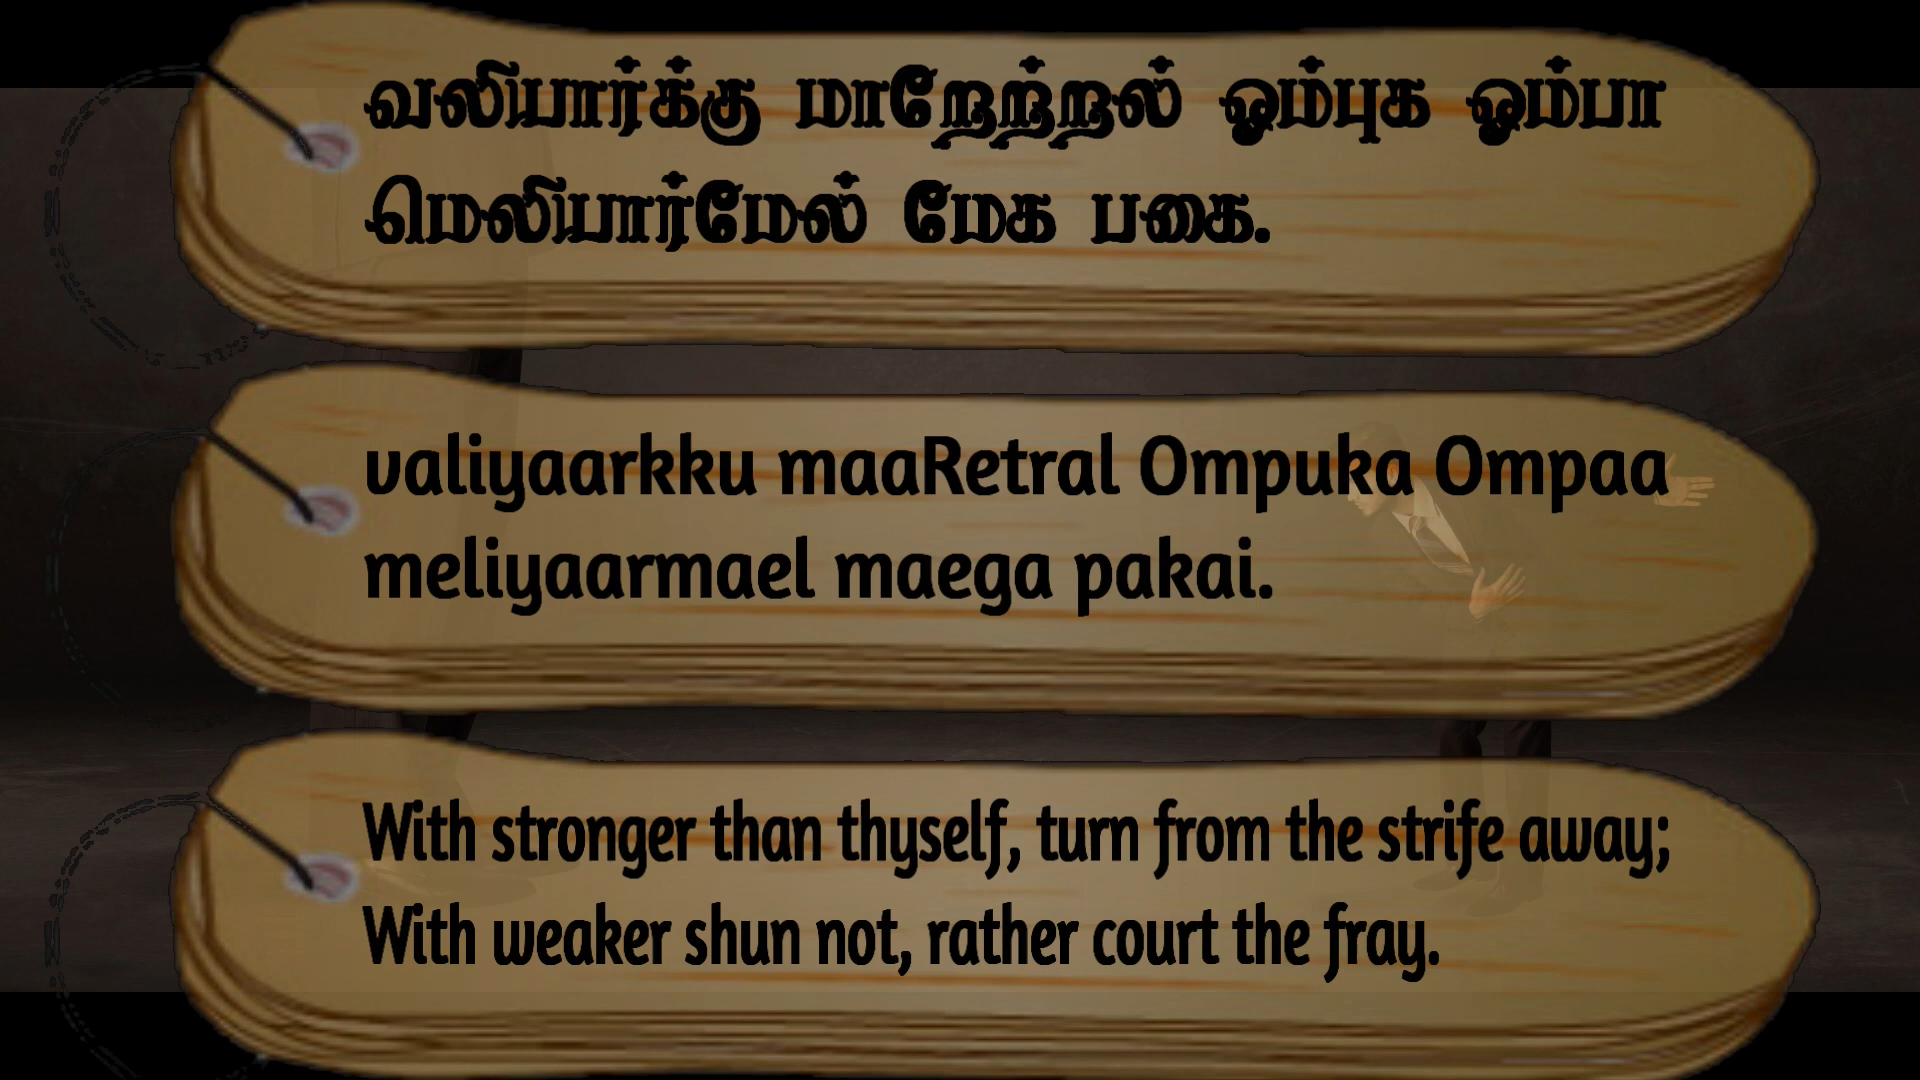 வலியார்க்கு மாறேற்றல் ஓம்புக ஓம்பா
மெலியார்மேல் மேக பகை.
valiyaarkku maaRetral Ompuka Ompaa
meliyaarmael maega pakai.
With stronger than thyself, turn from the strife away;
With weaker shun not, rather court the fray.